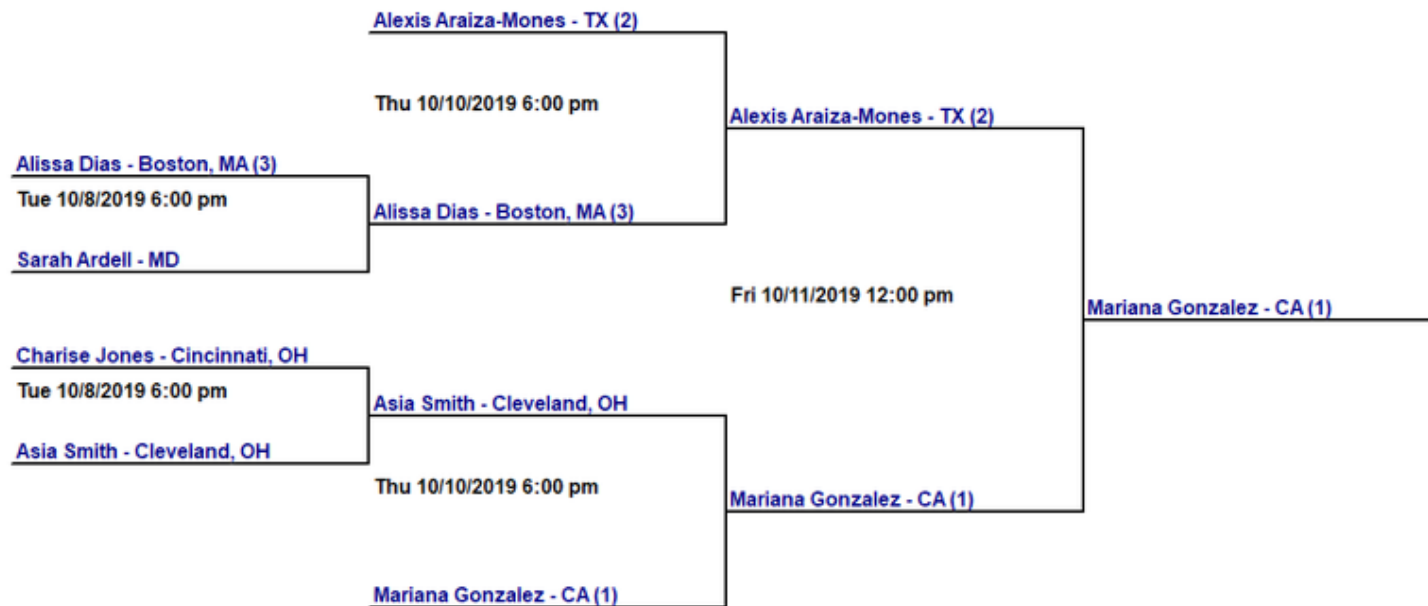 Alexis Araiza-Mones - TX (2)
Thu 10/10/2019 6:00 pm
Alexis Araiza-Mones - TX (2)
Alissa Dias - Boston, MA (3)
Tue 10/8/2019 6:00 pm
Alissa Dias - Boston, MA (3)
Sarah Ardell - MD
Fri 10/11/2019 12:00 pm
Mariana Gonzalez - CA (1)
Charise Jones - Cincinnati, OH
Tue 10/8/2019 6:00 pm
Asia Smith - Cleveland, OH
Asia Smith - Cleveland, OH
Thu 10/10/2019 6:00 pm
Mariana Gonzalez - CA (1)
Mariana Gonzalez - CA (1)